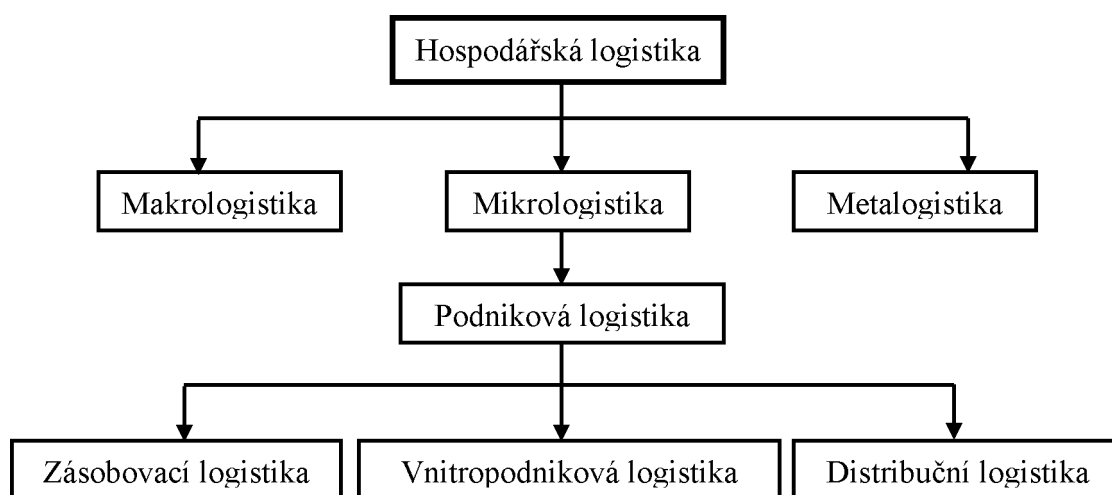 Hospodářská logistika
Makrologistika
Mikrologistika
Metalogistika
Podniková logistika
Zásobovací logistika
Vnitropodniková logistika
Distribuční logistika